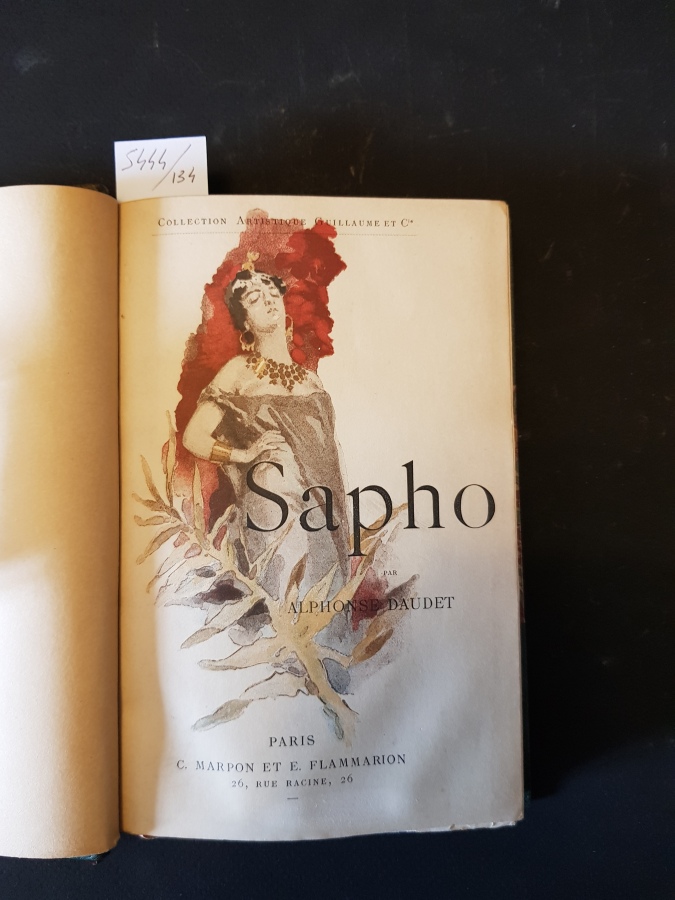 5444/134
COLLECTION ARTISTIQUE GUILLAUME ET Cie
Sapho
PAR
ALPHONSE DAUDET
PARIS
C. MARPON ET E. FLAMMARION
26, RUE RACINE, 26